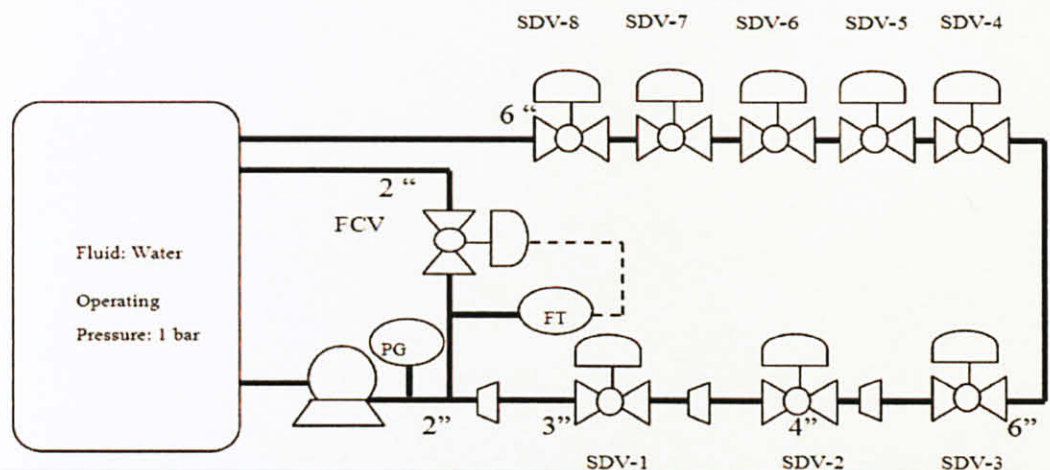 SDV-8 SDV-7 SDV-6 SDV-5 SDV-4
6 “
2 “
FCV
Fluid: Water
Operating
Pressure: 1 bar
FT
PG
2” 3” 4” 6”
SDV-1 SDV-2 SDV-3